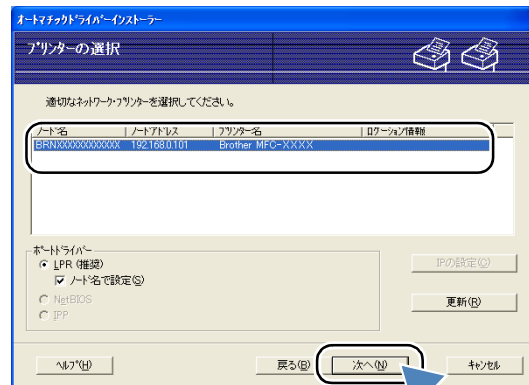 オートマチックドライバーインストーラー
プリンターの選択
適切なネットワーク・プリンターを選択してください。
ノード名 ノードアドレス プリンター名 ロケーション情報
BRNXXXXXXXXXXXX 192.168.0.101 Brother MFC-XXXX
ポートドライバー
LPR (推奨)
ノード名で設定(S)
NetBIOS
IPP
IPの設定(C)
更新(R)
ヘルプ(H) 戻る(B) 次へ(N) キャンセル